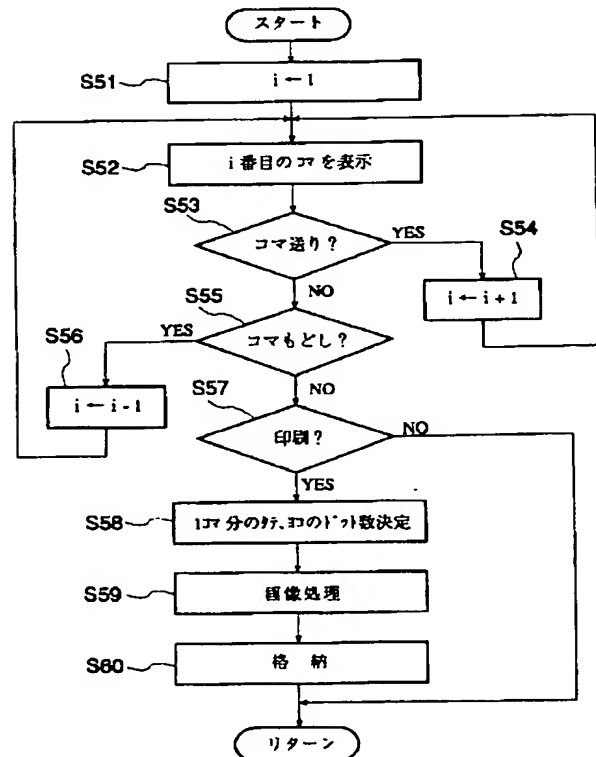 スタート
S51
i ← 1
S52
i 番目のコマを表示
S53
コマ送り?
YES
S54
i ← i + 1
NO
S55
コマもどし?
YES
S56
i ← i - 1
NO
S57
印刷?
NO
YES
S58
1コマ分のタテ、ヨコのドット数決定
S59
画像処理
S60
格 納
リターン